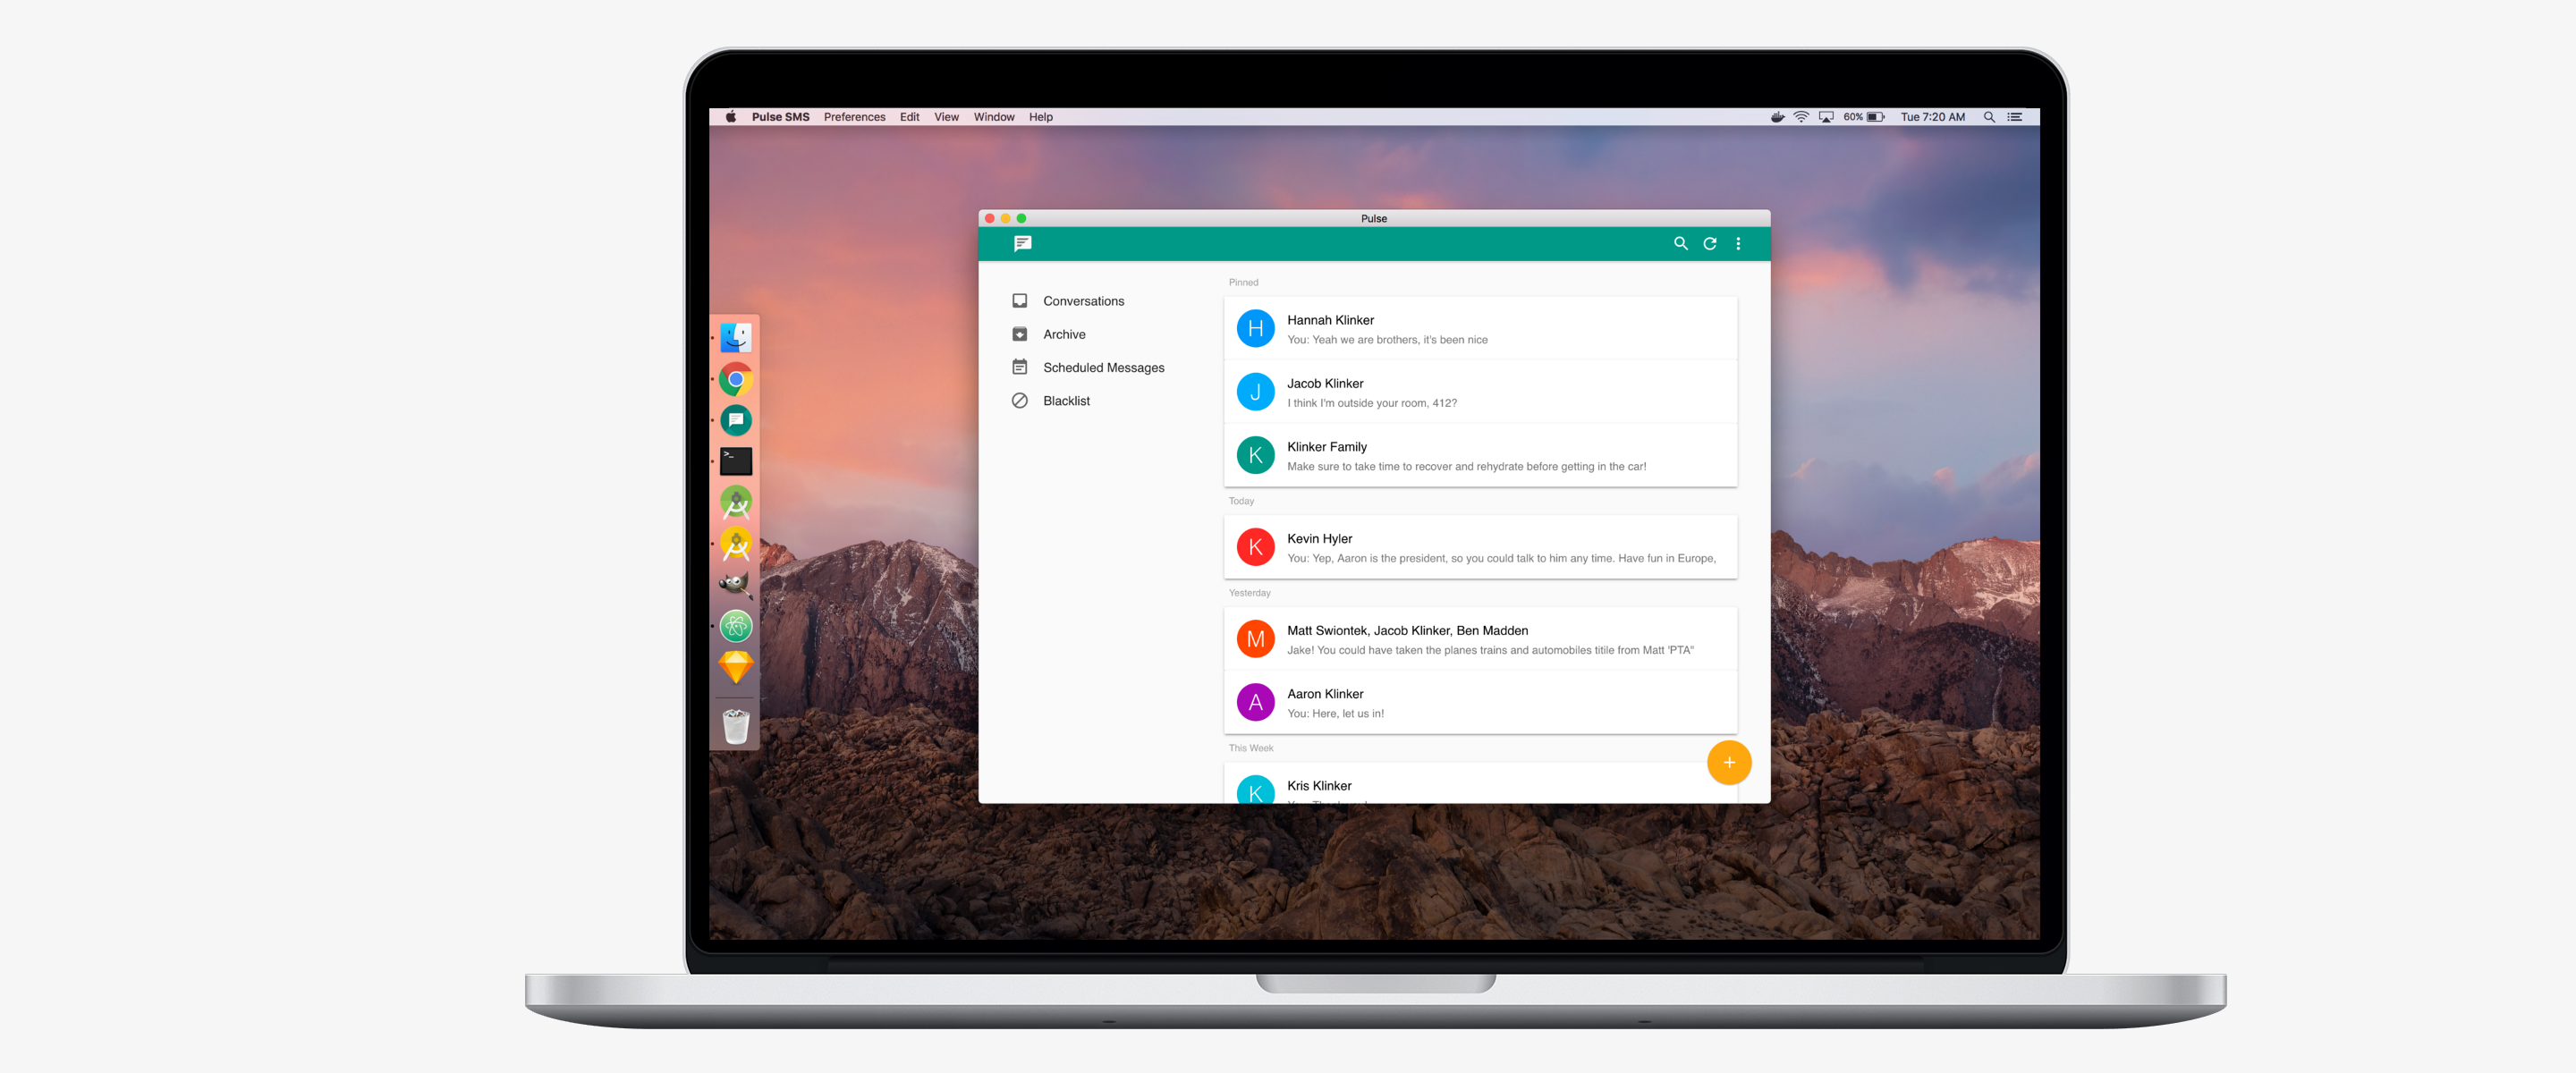 Pulse SMS Preferences Edit View Window Help
60% Tue 7:20 AM
Pulse
Conversations
Archive
Scheduled Messages
Blacklist
Pinned
H
Hannah Klinker
You: Yeah we are brothers, it's been nice
J
Jacob Klinker
I think I'm outside your room, 412?
K
Klinker Family
Make sure to take time to recover and rehydrate before getting in the car!
Today
K
Kevin Hyler
You: Yep, Aaron is the president, so you could talk to him any time. Have fun in Europe,
Yesterday
M
Matt Swiontek, Jacob Klinker, Ben Madden
Jake! You could have taken the planes trains and automobiles titile from Matt 'PTA"
A
Aaron Klinker
You: Here, let us in!
This Week
K
Kris Klinker
+
>_